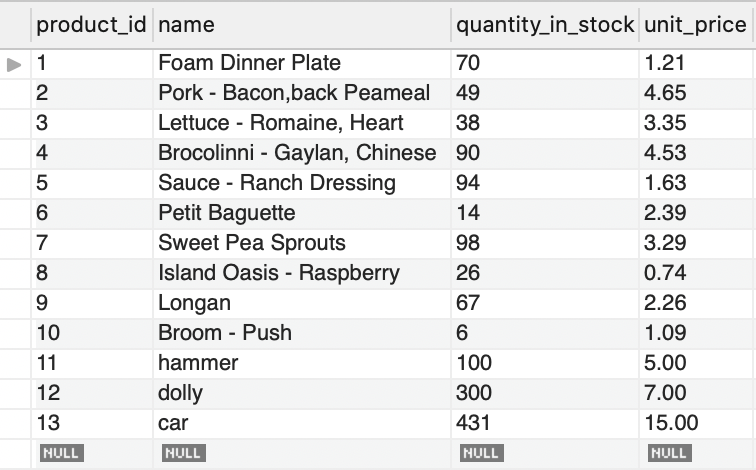 product_id name quantity_in_stock unit_price
1 Foam Dinner Plate 70 1.21
2 Pork - Bacon,back Peameal 49 4.65
3 Lettuce - Romaine, Heart 38 3.35
4 Brocolinni - Gaylan, Chinese 90 4.53
5 Sauce - Ranch Dressing 94 1.63
6 Petit Baguette 14 2.39
7 Sweet Pea Sprouts 98 3.29
8 Island Oasis - Raspberry 26 0.74
9 Longan 67 2.26
10 Broom - Push 6 1.09
11 hammer 100 5.00
12 dolly 300 7.00
13 car 431 15.00
NULL NULL NULL NULL